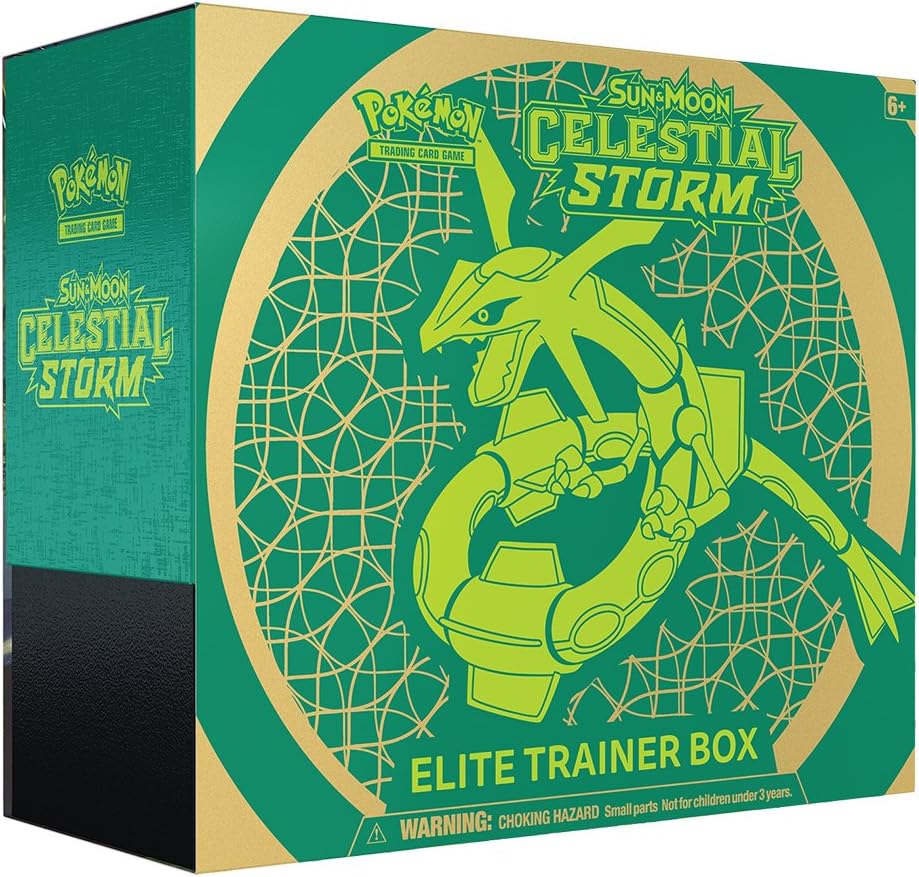 Pokémon
TRADING CARD GAME
SUN & MOON
CELESTIAL
STORM
Pokémon
TRADING CARD GAME
SUN & MOON
CELESTIAL
STORM
6+
ELITE TRAINER BOX
WARNING: CHOKING HAZARD Small parts Not for children under 3 years.